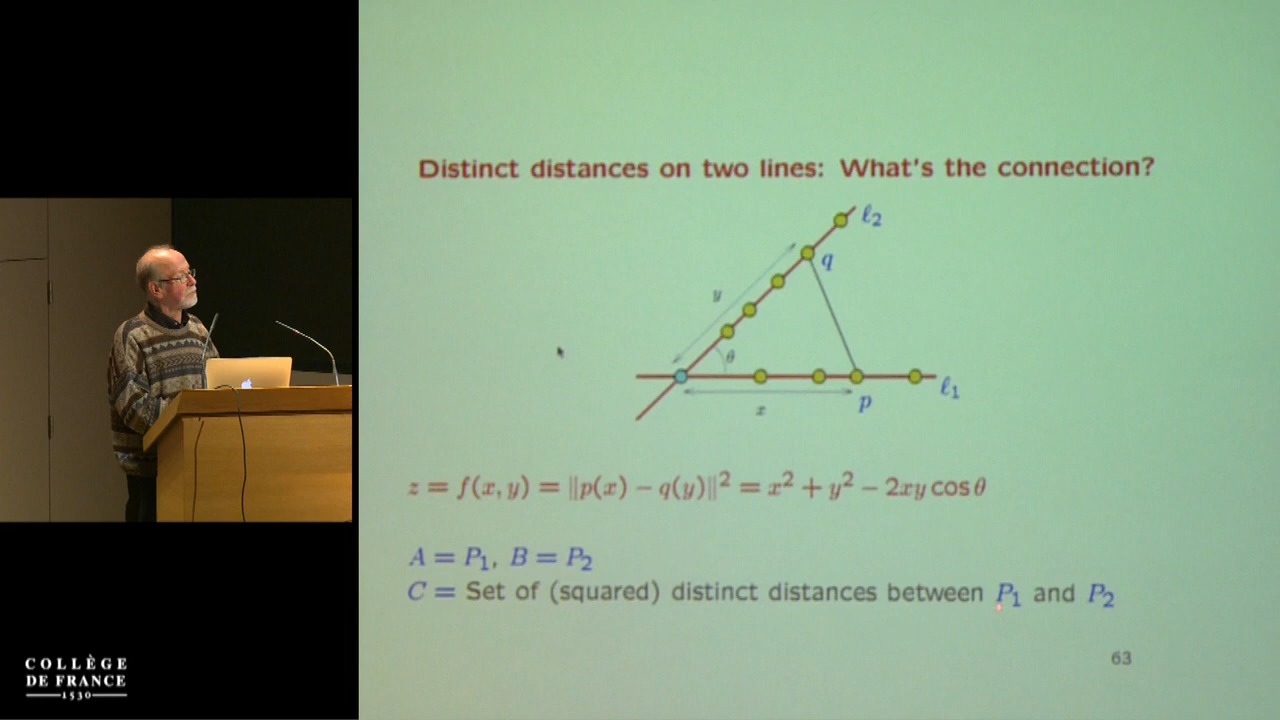 Distinct distances on two lines: What's the connection?
ℓ2
q
y
θ
ℓ1
x
p
z = f(x, y) = ‖p(x) − q(y)‖² = x² + y² − 2xy cos θ
A = P1, B = P2
C = Set of (squared) distinct distances between P1 and P2
63
COLLÈGE
DE FRANCE
1530